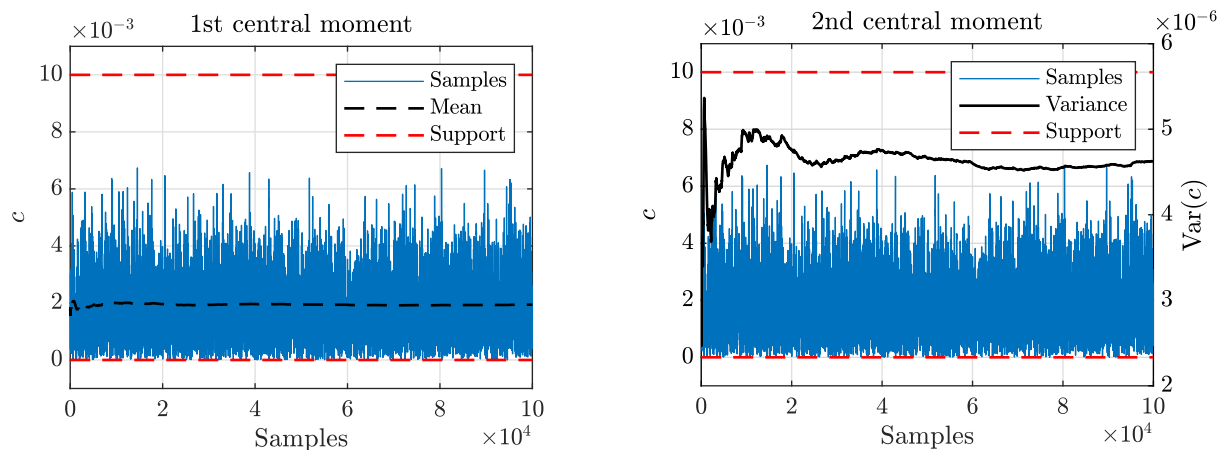 ×10⁻³
1st central moment
10
8
6
4
2
0
c
Samples
Mean
Support
0
2
4
6
8
10
Samples
×10⁴
×10⁻³
2nd central moment
×10⁻⁶
10
8
6
4
2
0
c
Samples
Variance
Support
6
5
4
3
2
Var(c)
0
2
4
6
8
10
Samples
×10⁴